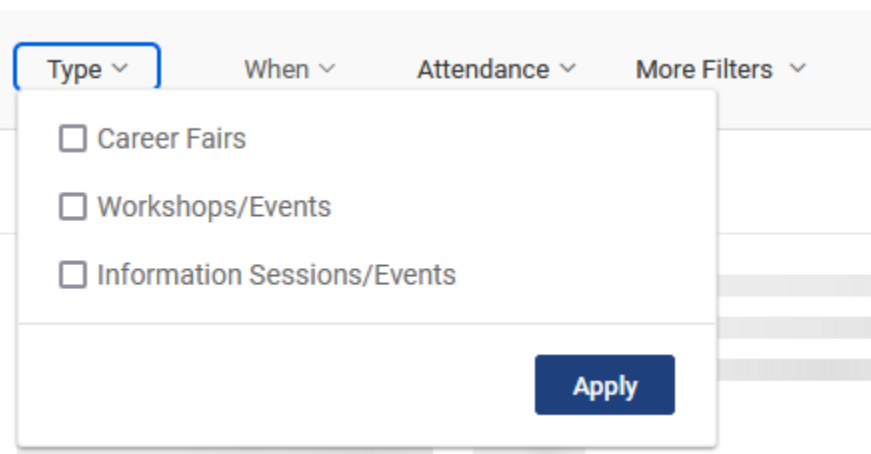 Type When Attendance More Filters
Career Fairs
Workshops/Events
Information Sessions/Events
Apply